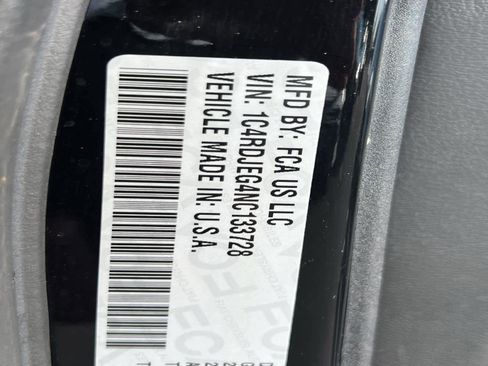 MFD BY: FCA US LLC
VIN: 1C4RDJEG4NC133728
VEHICLE MADE IN: U.S.A.